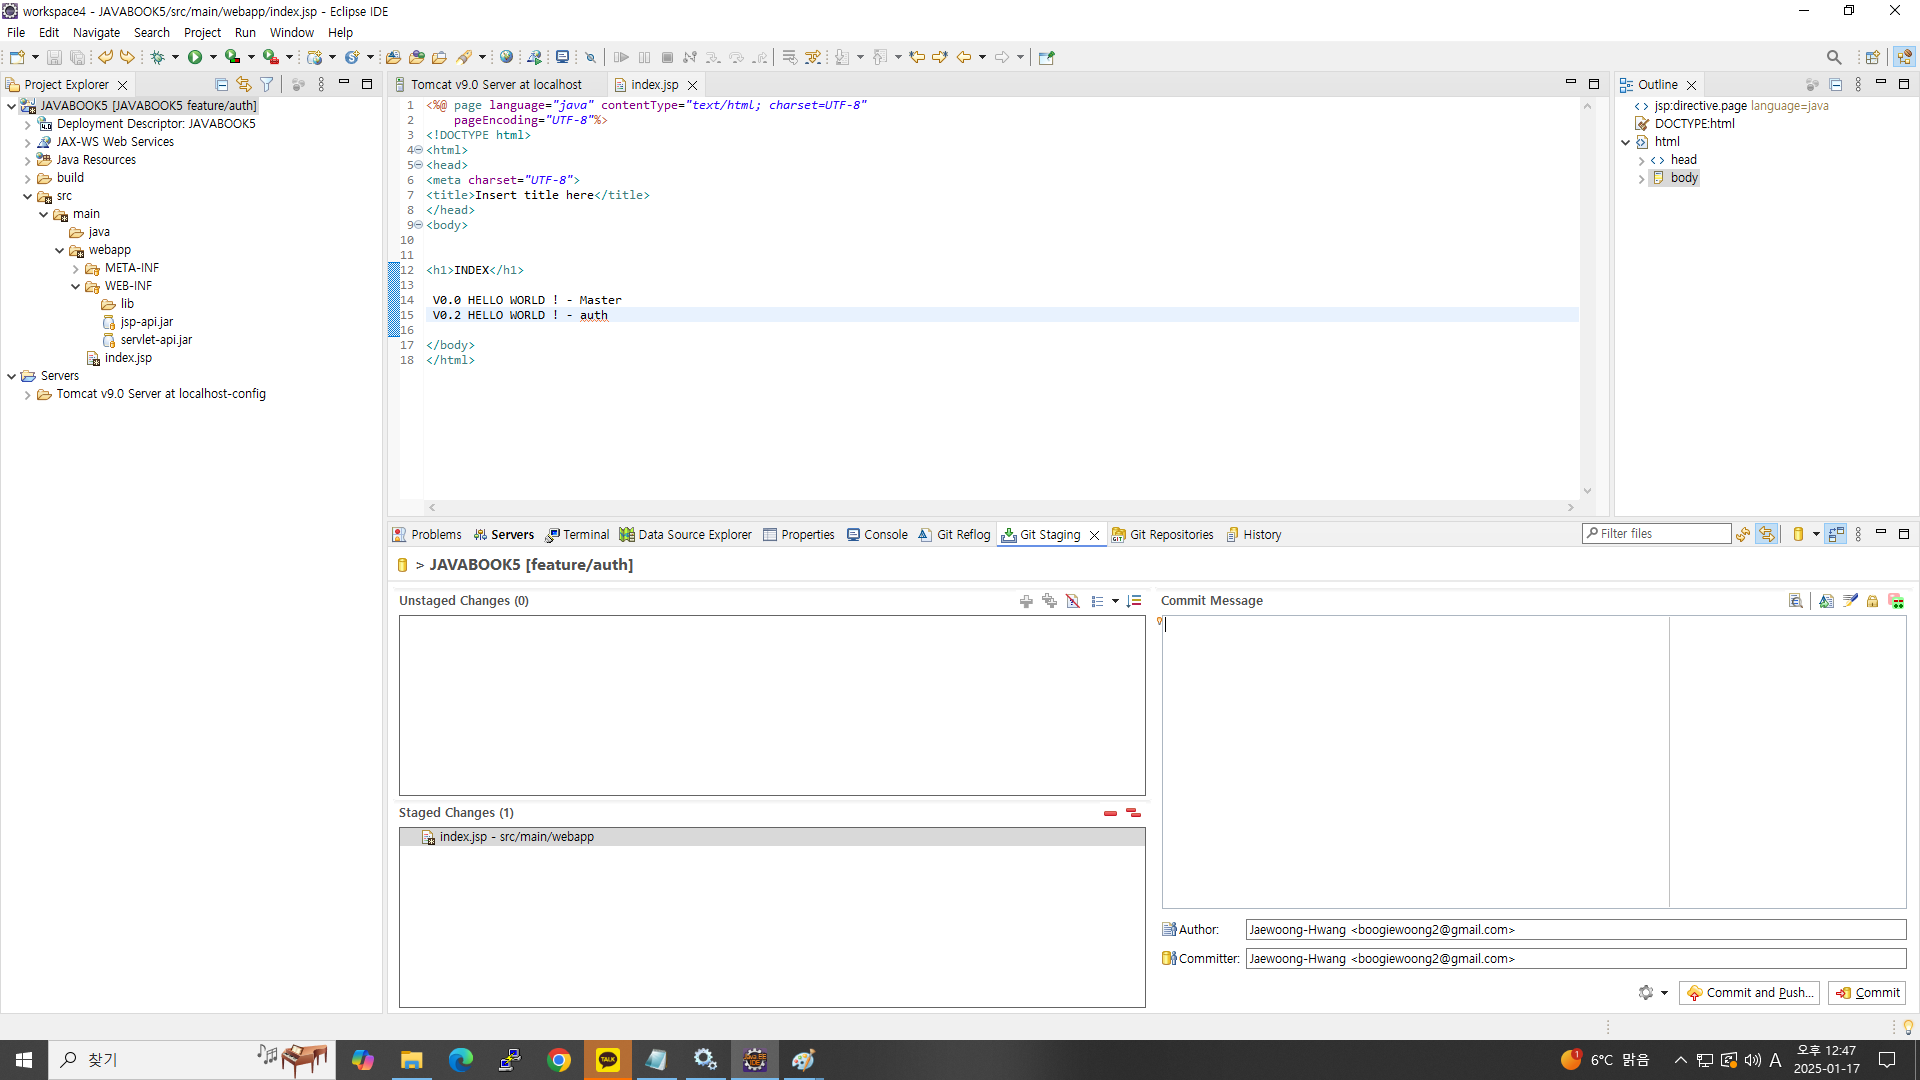 workspace4 - JAVABOOK5/src/main/webapp/index.jsp - Eclipse IDE
File Edit Navigate Search Project Run Window Help
Project Explorer
JAVABOOK5 [JAVABOOK5 feature/auth]
Deployment Descriptor: JAVABOOK5
JAX-WS Web Services
Java Resources
build
src
main
java
webapp
META-INF
WEB-INF
lib
jsp-api.jar
servlet-api.jar
index.jsp
Servers
Tomcat v9.0 Server at localhost-config
Tomcat v9.0 Server at localhost
index.jsp
1 <%@ page language="java" contentType="text/html; charset=UTF-8"
2 pageEncoding="UTF-8"%>
3 <!DOCTYPE html>
4 <html>
5 <head>
6 <meta charset="UTF-8">
7 <title>Insert title here</title>
8 </head>
9 <body>
10
11
12 <h1>INDEX</h1>
13
14 V0.0 HELLO WORLD ! - Master
15 V0.2 HELLO WORLD ! - auth
16
17 </body>
18 </html>
Outline
jsp:directive.page language=java
DOCTYPE:html
html
head
body
Problems Servers Terminal Data Source Explorer Properties Console Git Reflog Git Staging Git Repositories History
Filter files
> JAVABOOK5 [feature/auth]
Unstaged Changes (0)
Staged Changes (1)
index.jsp - src/main/webapp
Commit Message
Author: Jaewoong-Hwang <boogiewoong2@gmail.com>
Committer: Jaewoong-Hwang <boogiewoong2@gmail.com>
Commit and Push... Commit
찾기
TALK
1
6°C 맑음
A
오후 12:47
2025-01-17